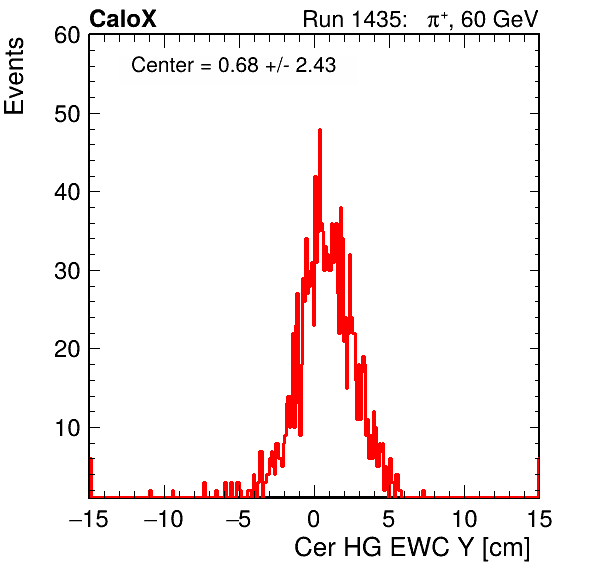 CaloX Run 1435: π⁺, 60 GeV
Center = 0.68 +/- 2.43
Events
60
50
40
30
20
10
−15 −10 −5 0 5 10 15
Cer HG EWC Y [cm]